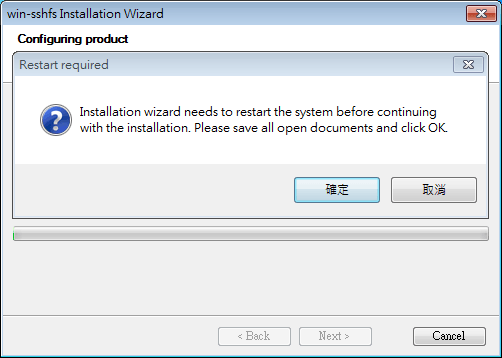 win-sshfs Installation Wizard
Configuring product
Restart required
Installation wizard needs to restart the system before continuing
with the installation. Please save all open documents and click OK.
確定 取消
< Back Next > Cancel